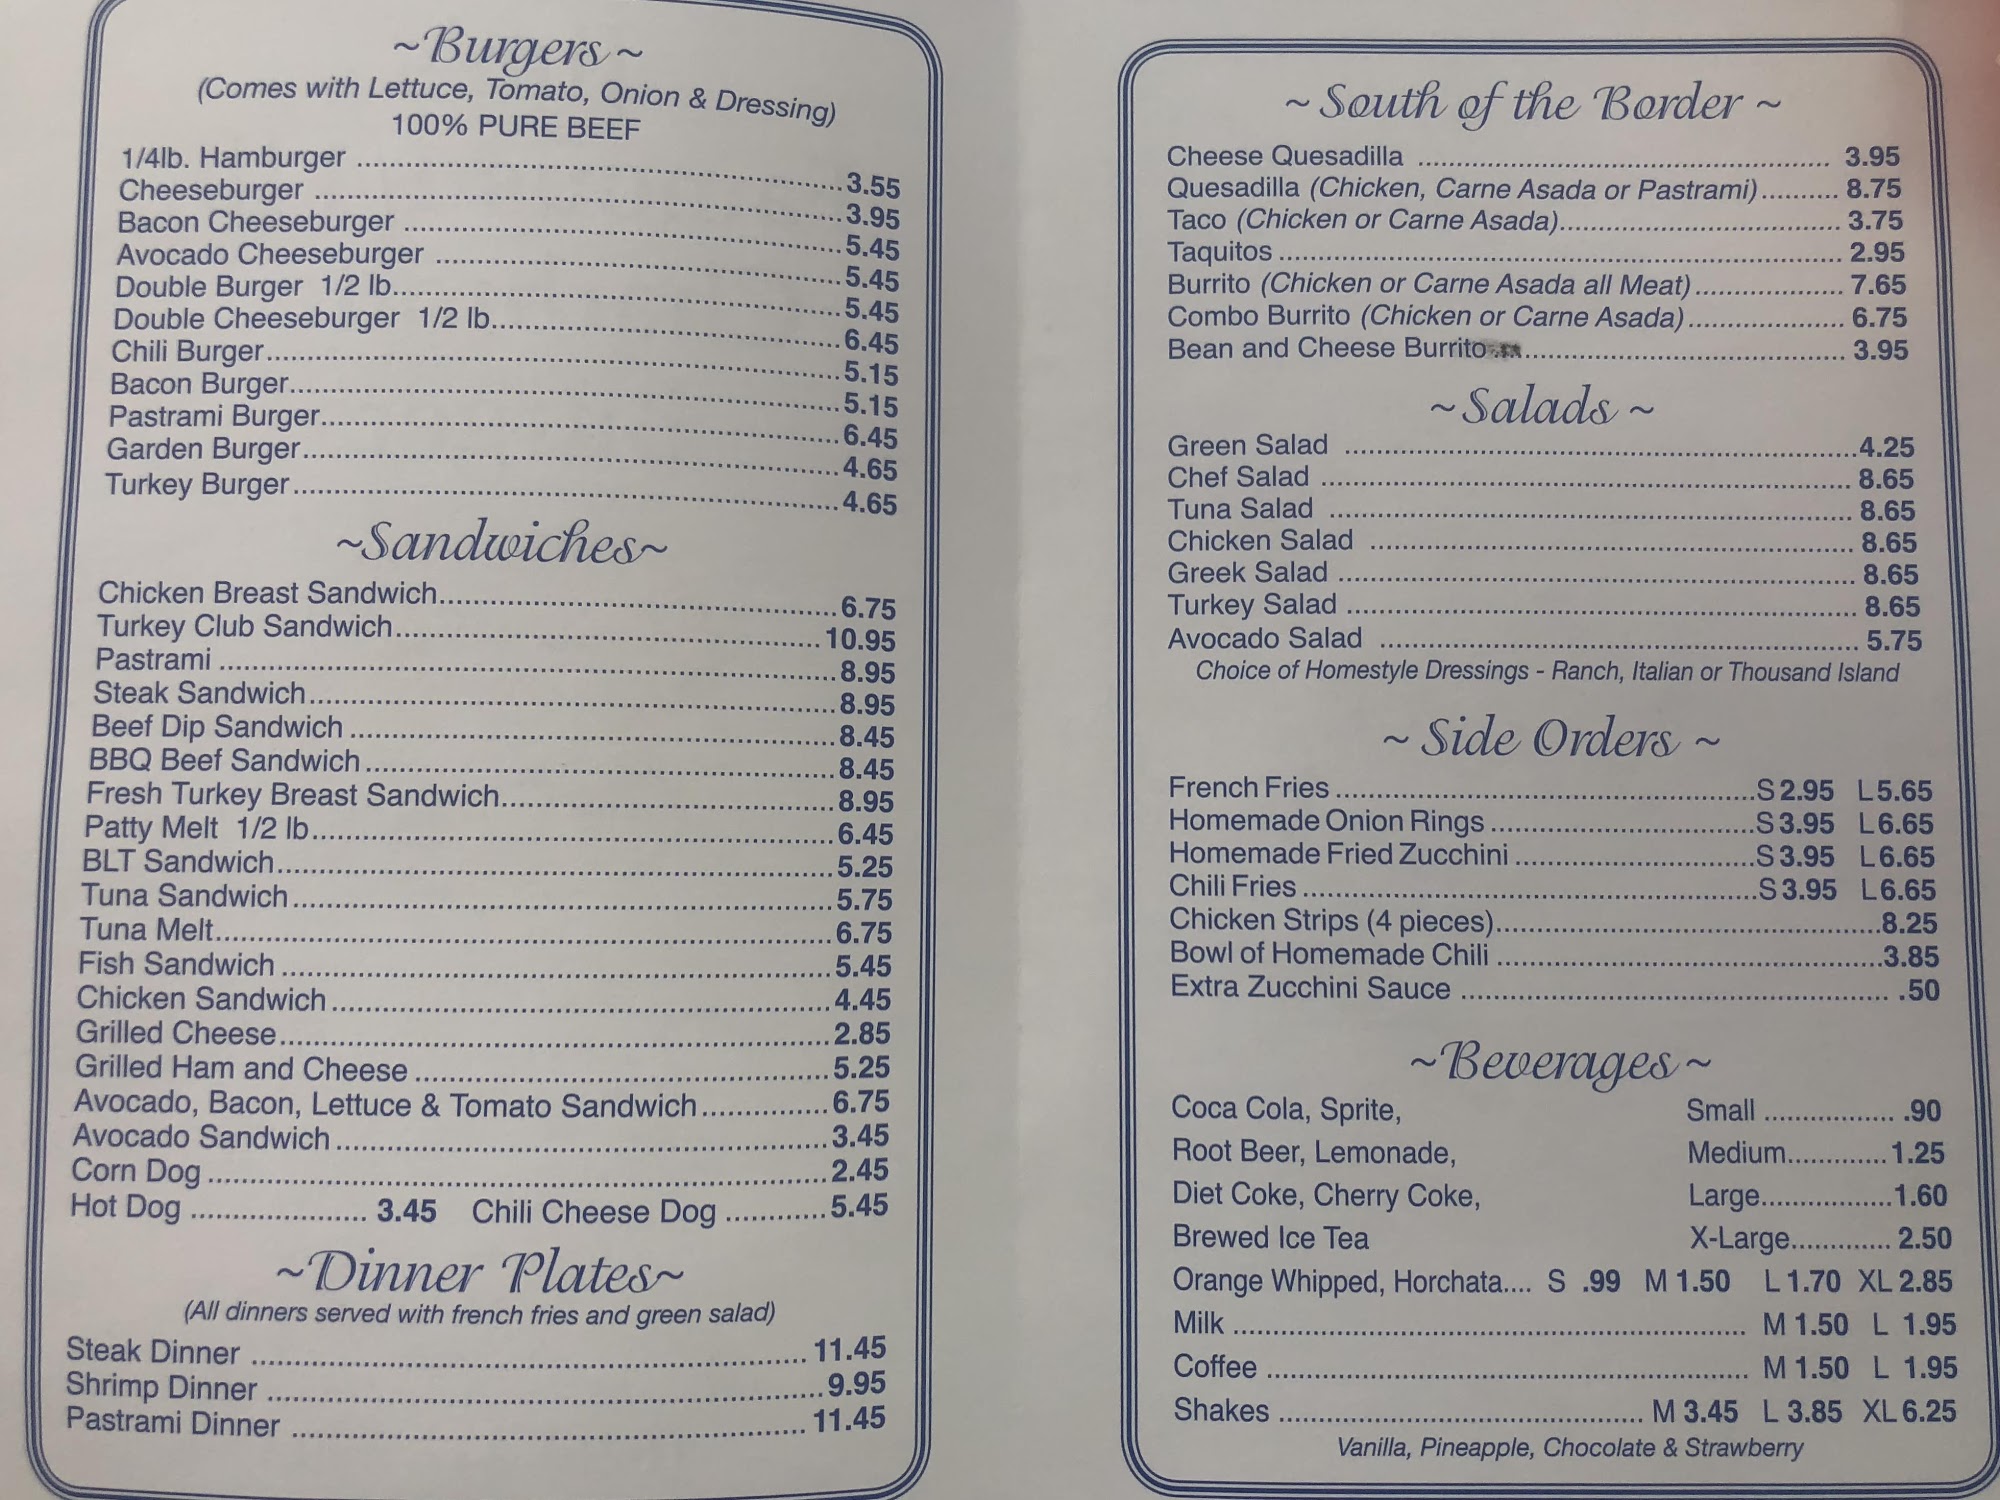 ~Burgers~
(Comes with Lettuce, Tomato, Onion & Dressing)
100% PURE BEEF
1/4lb. Hamburger ........ 3.55
Cheeseburger ........ 3.95
Bacon Cheeseburger ........ 5.45
Avocado Cheeseburger ........ 5.45
Double Burger 1/2 lb ........ 5.45
Double Cheeseburger 1/2 lb ........ 6.45
Chili Burger ........ 5.15
Bacon Burger ........ 5.15
Pastrami Burger ........ 6.45
Garden Burger ........ 4.65
Turkey Burger ........ 4.65
~Sandwiches~
Chicken Breast Sandwich ........ 6.75
Turkey Club Sandwich ........ 10.95
Pastrami ........ 8.95
Steak Sandwich ........ 8.95
Beef Dip Sandwich ........ 8.45
BBQ Beef Sandwich ........ 8.45
Fresh Turkey Breast Sandwich ........ 8.95
Patty Melt 1/2 lb ........ 6.45
BLT Sandwich ........ 5.25
Tuna Sandwich ........ 5.75
Tuna Melt ........ 6.75
Fish Sandwich ........ 5.45
Chicken Sandwich ........ 4.45
Grilled Cheese ........ 2.85
Grilled Ham and Cheese ........ 5.25
Avocado, Bacon, Lettuce & Tomato Sandwich ........ 6.75
Avocado Sandwich ........ 3.45
Corn Dog ........ 2.45
Hot Dog ........ 3.45 Chili Cheese Dog ........ 5.45
~Dinner Plates~
(All dinners served with french fries and green salad)
Steak Dinner ........ 11.45
Shrimp Dinner ........ 9.95
Pastrami Dinner ........ 11.45
~ South of the Border ~
Cheese Quesadilla ........ 3.95
Quesadilla (Chicken, Carne Asada or Pastrami) ........ 8.75
Taco (Chicken or Carne Asada) ........ 3.75
Taquitos ........ 2.95
Burrito (Chicken or Carne Asada all Meat) ........ 7.65
Combo Burrito (Chicken or Carne Asada) ........ 6.75
Bean and Cheese Burrito ........ 3.95
~Salads ~
Green Salad ........ 4.25
Chef Salad ........ 8.65
Tuna Salad ........ 8.65
Chicken Salad ........ 8.65
Greek Salad ........ 8.65
Turkey Salad ........ 8.65
Avocado Salad ........ 5.75
Choice of Homestyle Dressings - Ranch, Italian or Thousand Island
~ Side Orders ~
French Fries ........ S 2.95 L 5.65
Homemade Onion Rings ........ S 3.95 L 6.65
Homemade Fried Zucchini ........ S 3.95 L 6.65
Chili Fries ........ S 3.95 L 6.65
Chicken Strips (4 pieces) ........ 8.25
Bowl of Homemade Chili ........ 3.85
Extra Zucchini Sauce ........ .50
~Beverages~
Coca Cola, Sprite, Small ........ .90
Root Beer, Lemonade, Medium ........ 1.25
Diet Coke, Cherry Coke, Large ........ 1.60
Brewed Ice Tea X-Large ........ 2.50
Orange Whipped, Horchata.... S .99 M 1.50 L 1.70 XL 2.85
Milk ........ M 1.50 L 1.95
Coffee ........ M 1.50 L 1.95
Shakes ........ M 3.45 L 3.85 XL 6.25
Vanilla, Pineapple, Chocolate & Strawberry